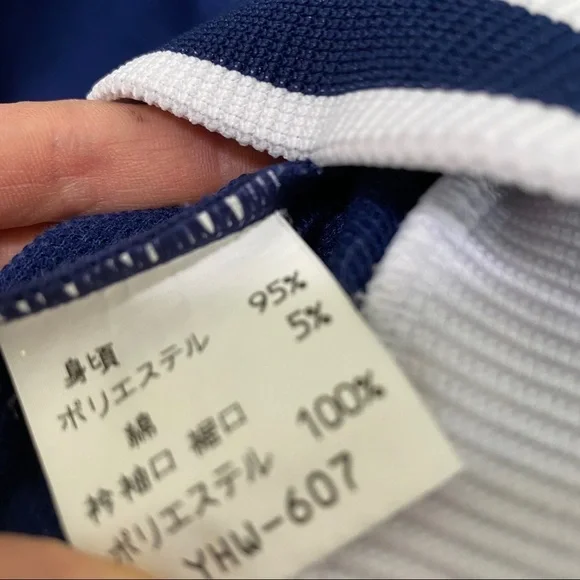 身頃
ポリエステル 95%
綿 5%
衿 袖口 裾口
ポリエステル 100%
YHW-607